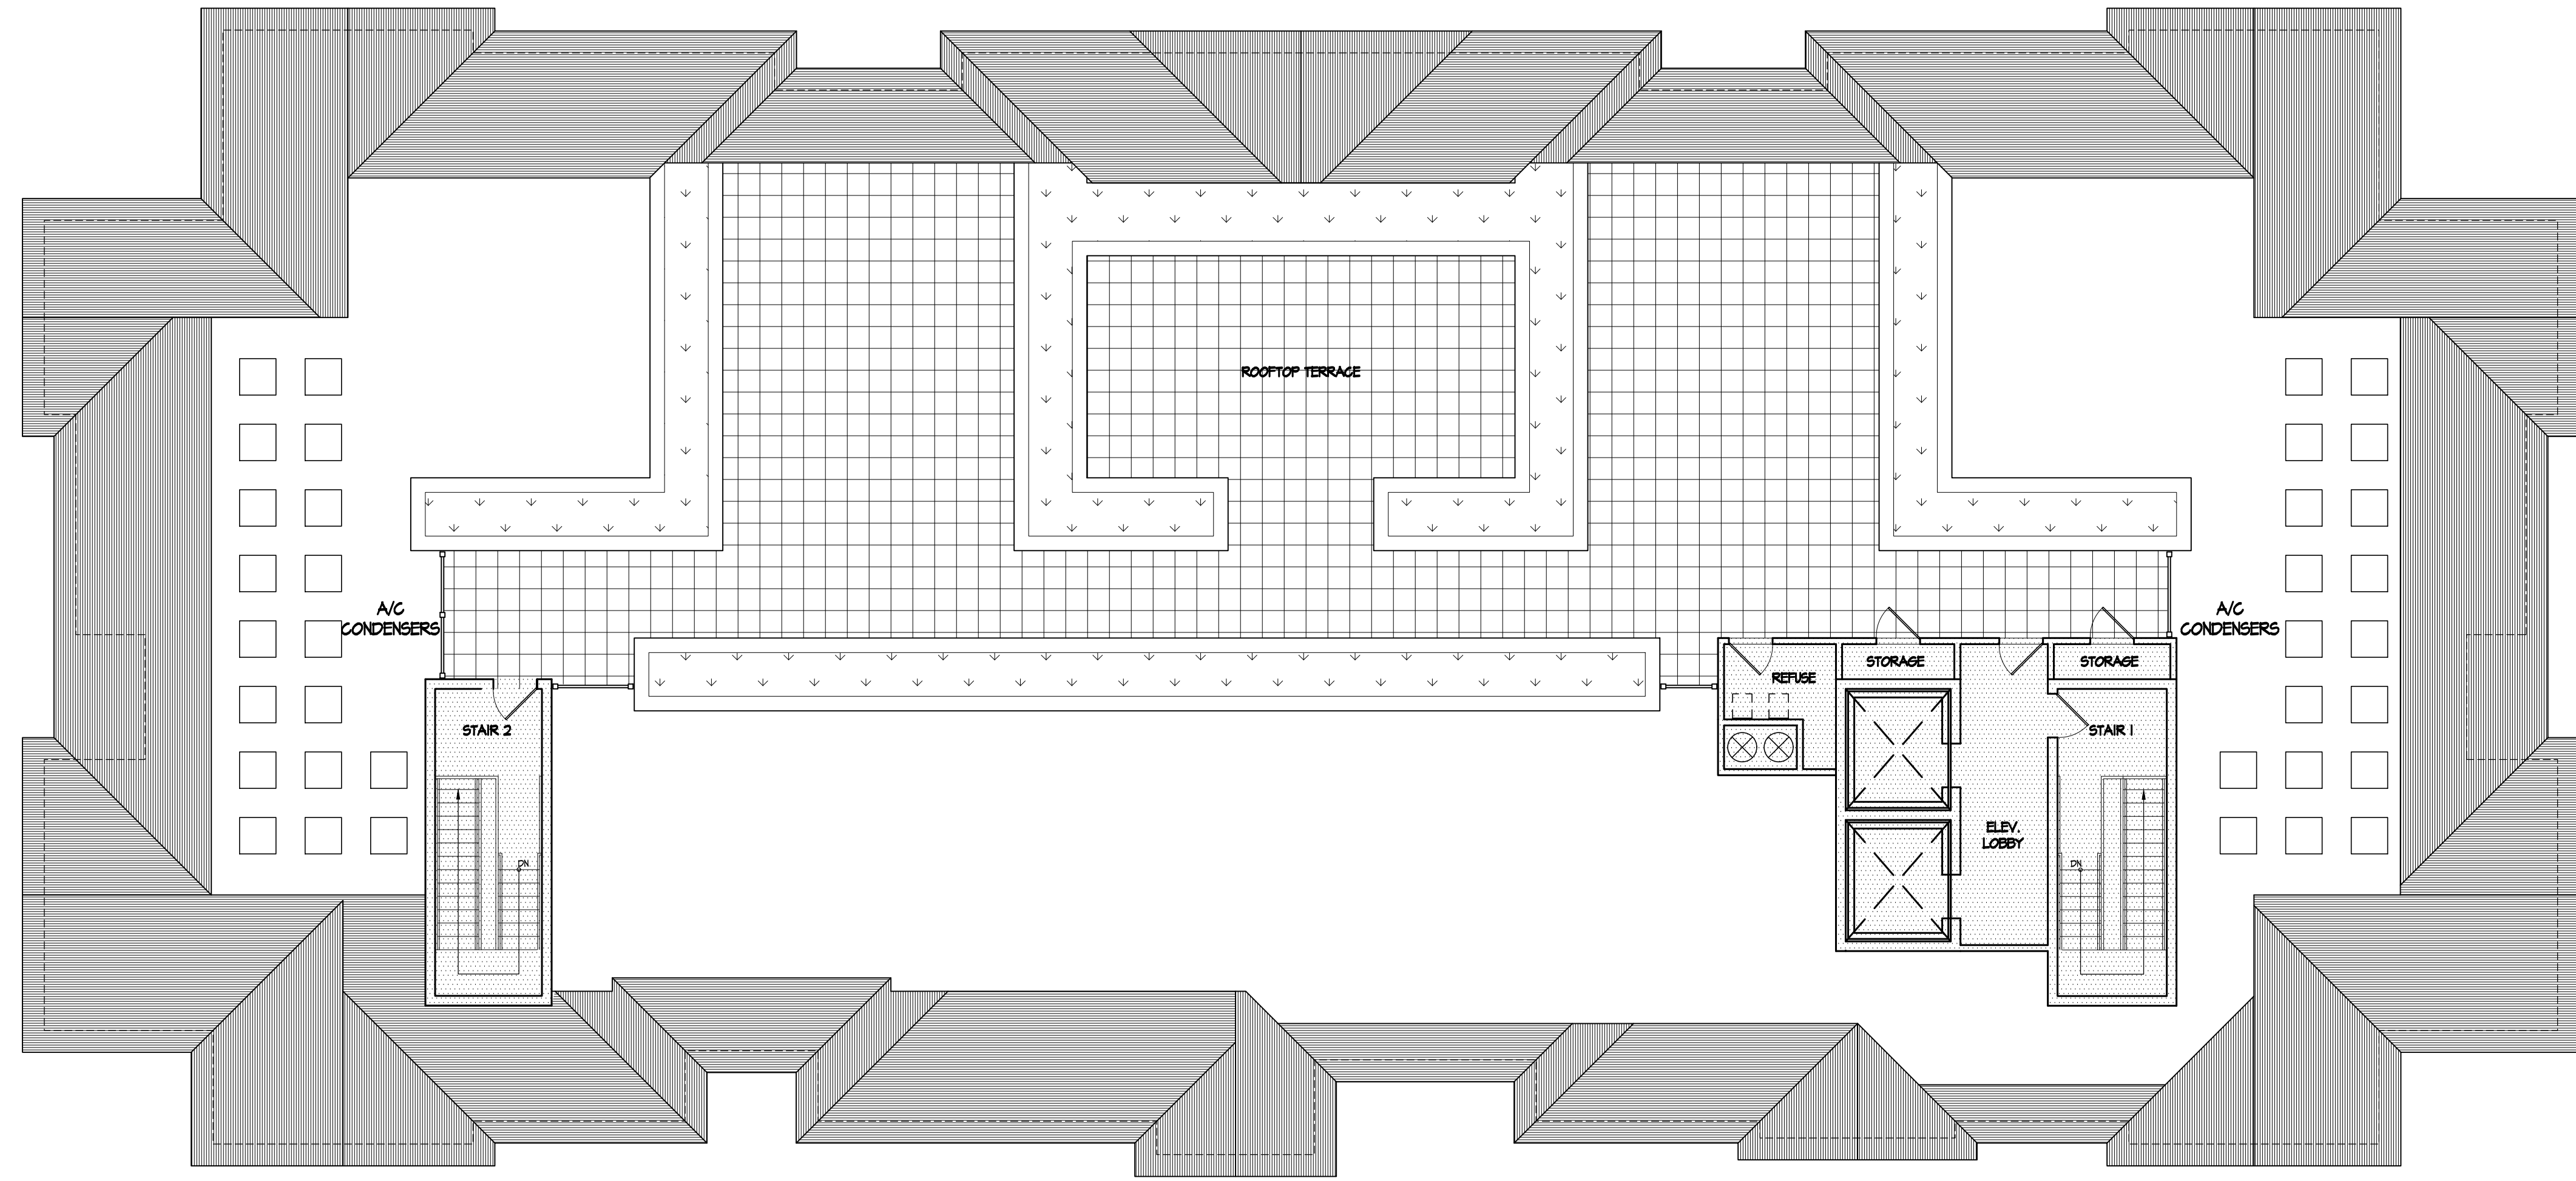 ROOFTOP TERRACE
A/C
CONDENSERS
A/C
CONDENSERS
STORAGE
STORAGE
REFUSE
STAIR 2
STAIR 1
ELEV.
LOBBY
DN
DN